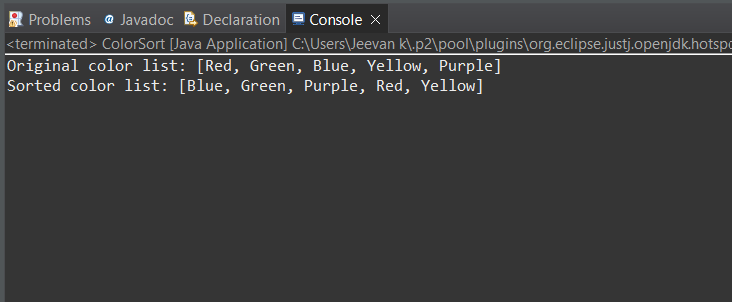 Problems @ Javadoc Declaration Console
<terminated> ColorSort [Java Application] C:\Users\Jeevan k\.p2\pool\plugins\org.eclipse.justj.openjdk.hotspo
Original color list: [Red, Green, Blue, Yellow, Purple]
Sorted color list: [Blue, Green, Purple, Red, Yellow]